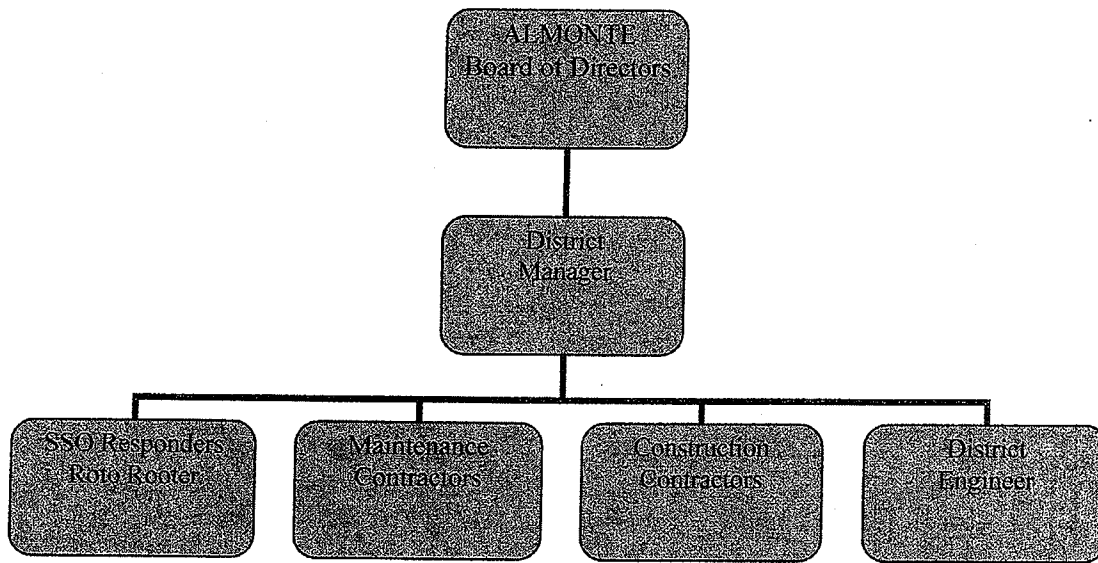 ALMONTE
Board of Directors
District
Manager
SSO Responders
Roto Rooter
Maintenance
Contractors
Construction
Contractors
District
Engineer